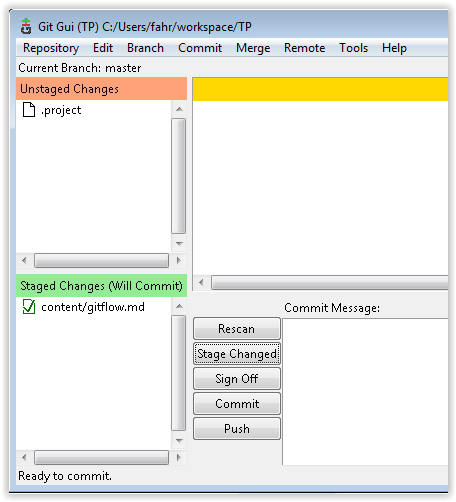 Git Gui (TP) C:/Users/fahr/workspace/TP
Repository Edit Branch Commit Merge Remote Tools Help
Current Branch: master
Unstaged Changes
.project
Staged Changes (Will Commit)
content/gitflow.md
Commit Message:
Rescan
Stage Changed
Sign Off
Commit
Push
Ready to commit.